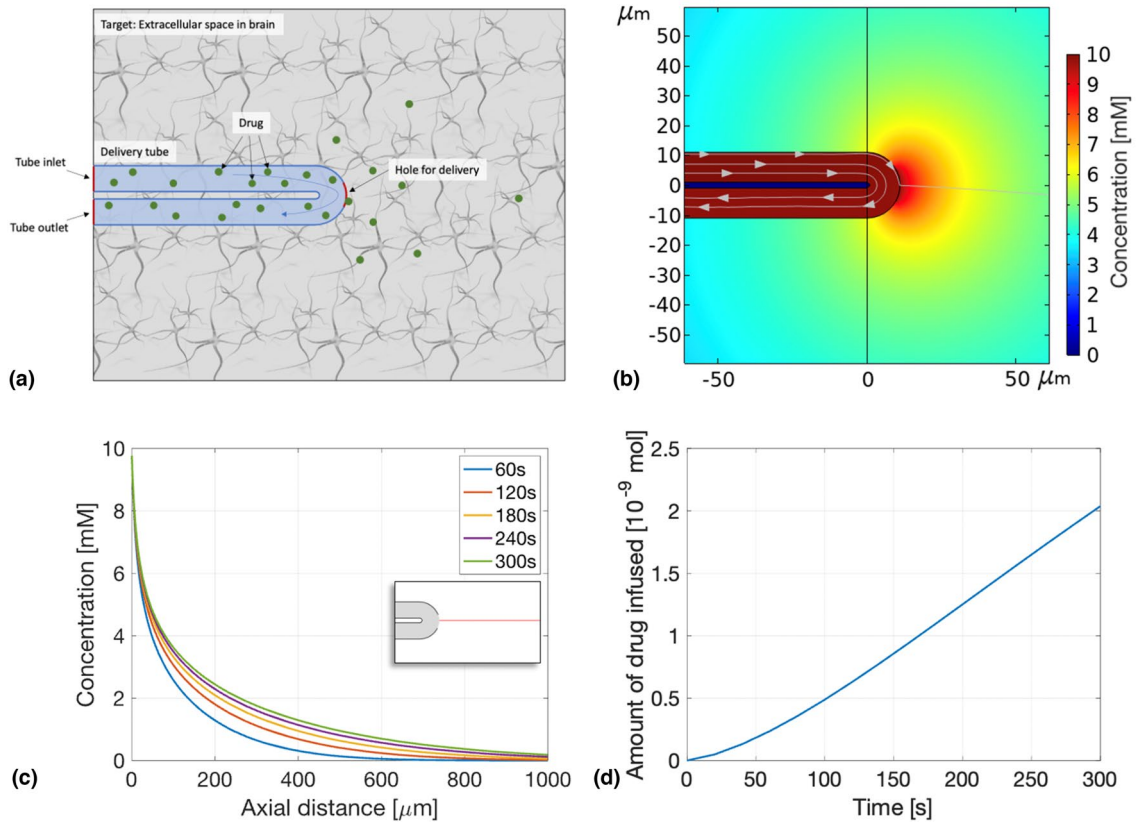 Target: Extracellular space in brain
Drug
Delivery tube
Tube inlet
Hole for delivery
Tube outlet
(a)
μm
60
50
40
30
20
10
0
-10
-20
-30
-40
-50
-50 0 50 μm
10
9
8
7
6
5
4
3
2
1
0
Concentration [mM]
(b)
10
8
6
4
2
0
Concentration [mM]
60s
120s
180s
240s
300s
0 200 400 600 800 1000
Axial distance [μm]
(c)
2.5
2
1.5
1
0.5
0
Amount of drug infused [10⁻⁹ mol]
0 50 100 150 200 250 300
Time [s]
(d)